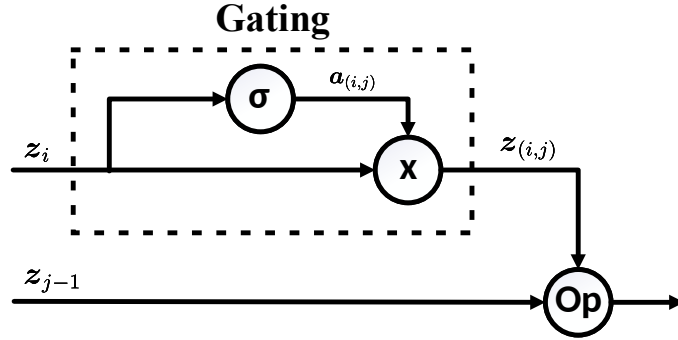 Gating
σ
a(i,j)
zi
x
z(i,j)
zj−1
Op